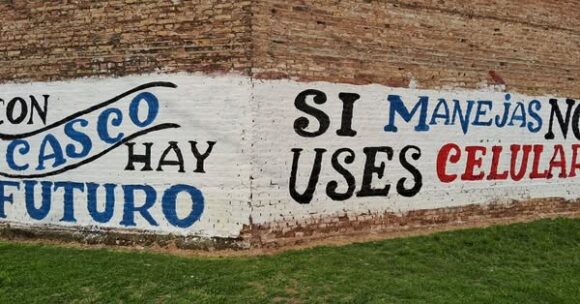 CON
CASCO
HAY
FUTURO
SI MANEJAS NO
USES CELULAR